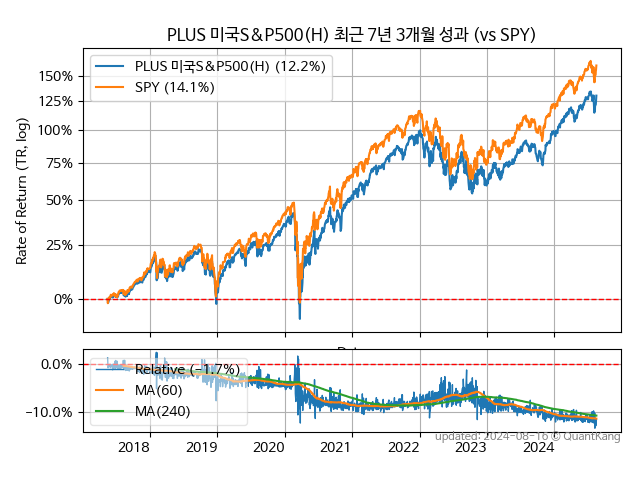 PLUS 미국S&P500(H) 최근 7년 3개월 성과 (vs SPY)
Rate of Return (TR, log)
150%
125%
100%
75%
50%
25%
0%
PLUS 미국S&P500(H) (12.2%)
SPY (14.1%)
0.0%
−10.0%
Relative (−1.7%)
MA(60)
MA(240)
2018 2019 2020 2021 2022 2023 2024
updated: 2024-08-16 © QuantKang